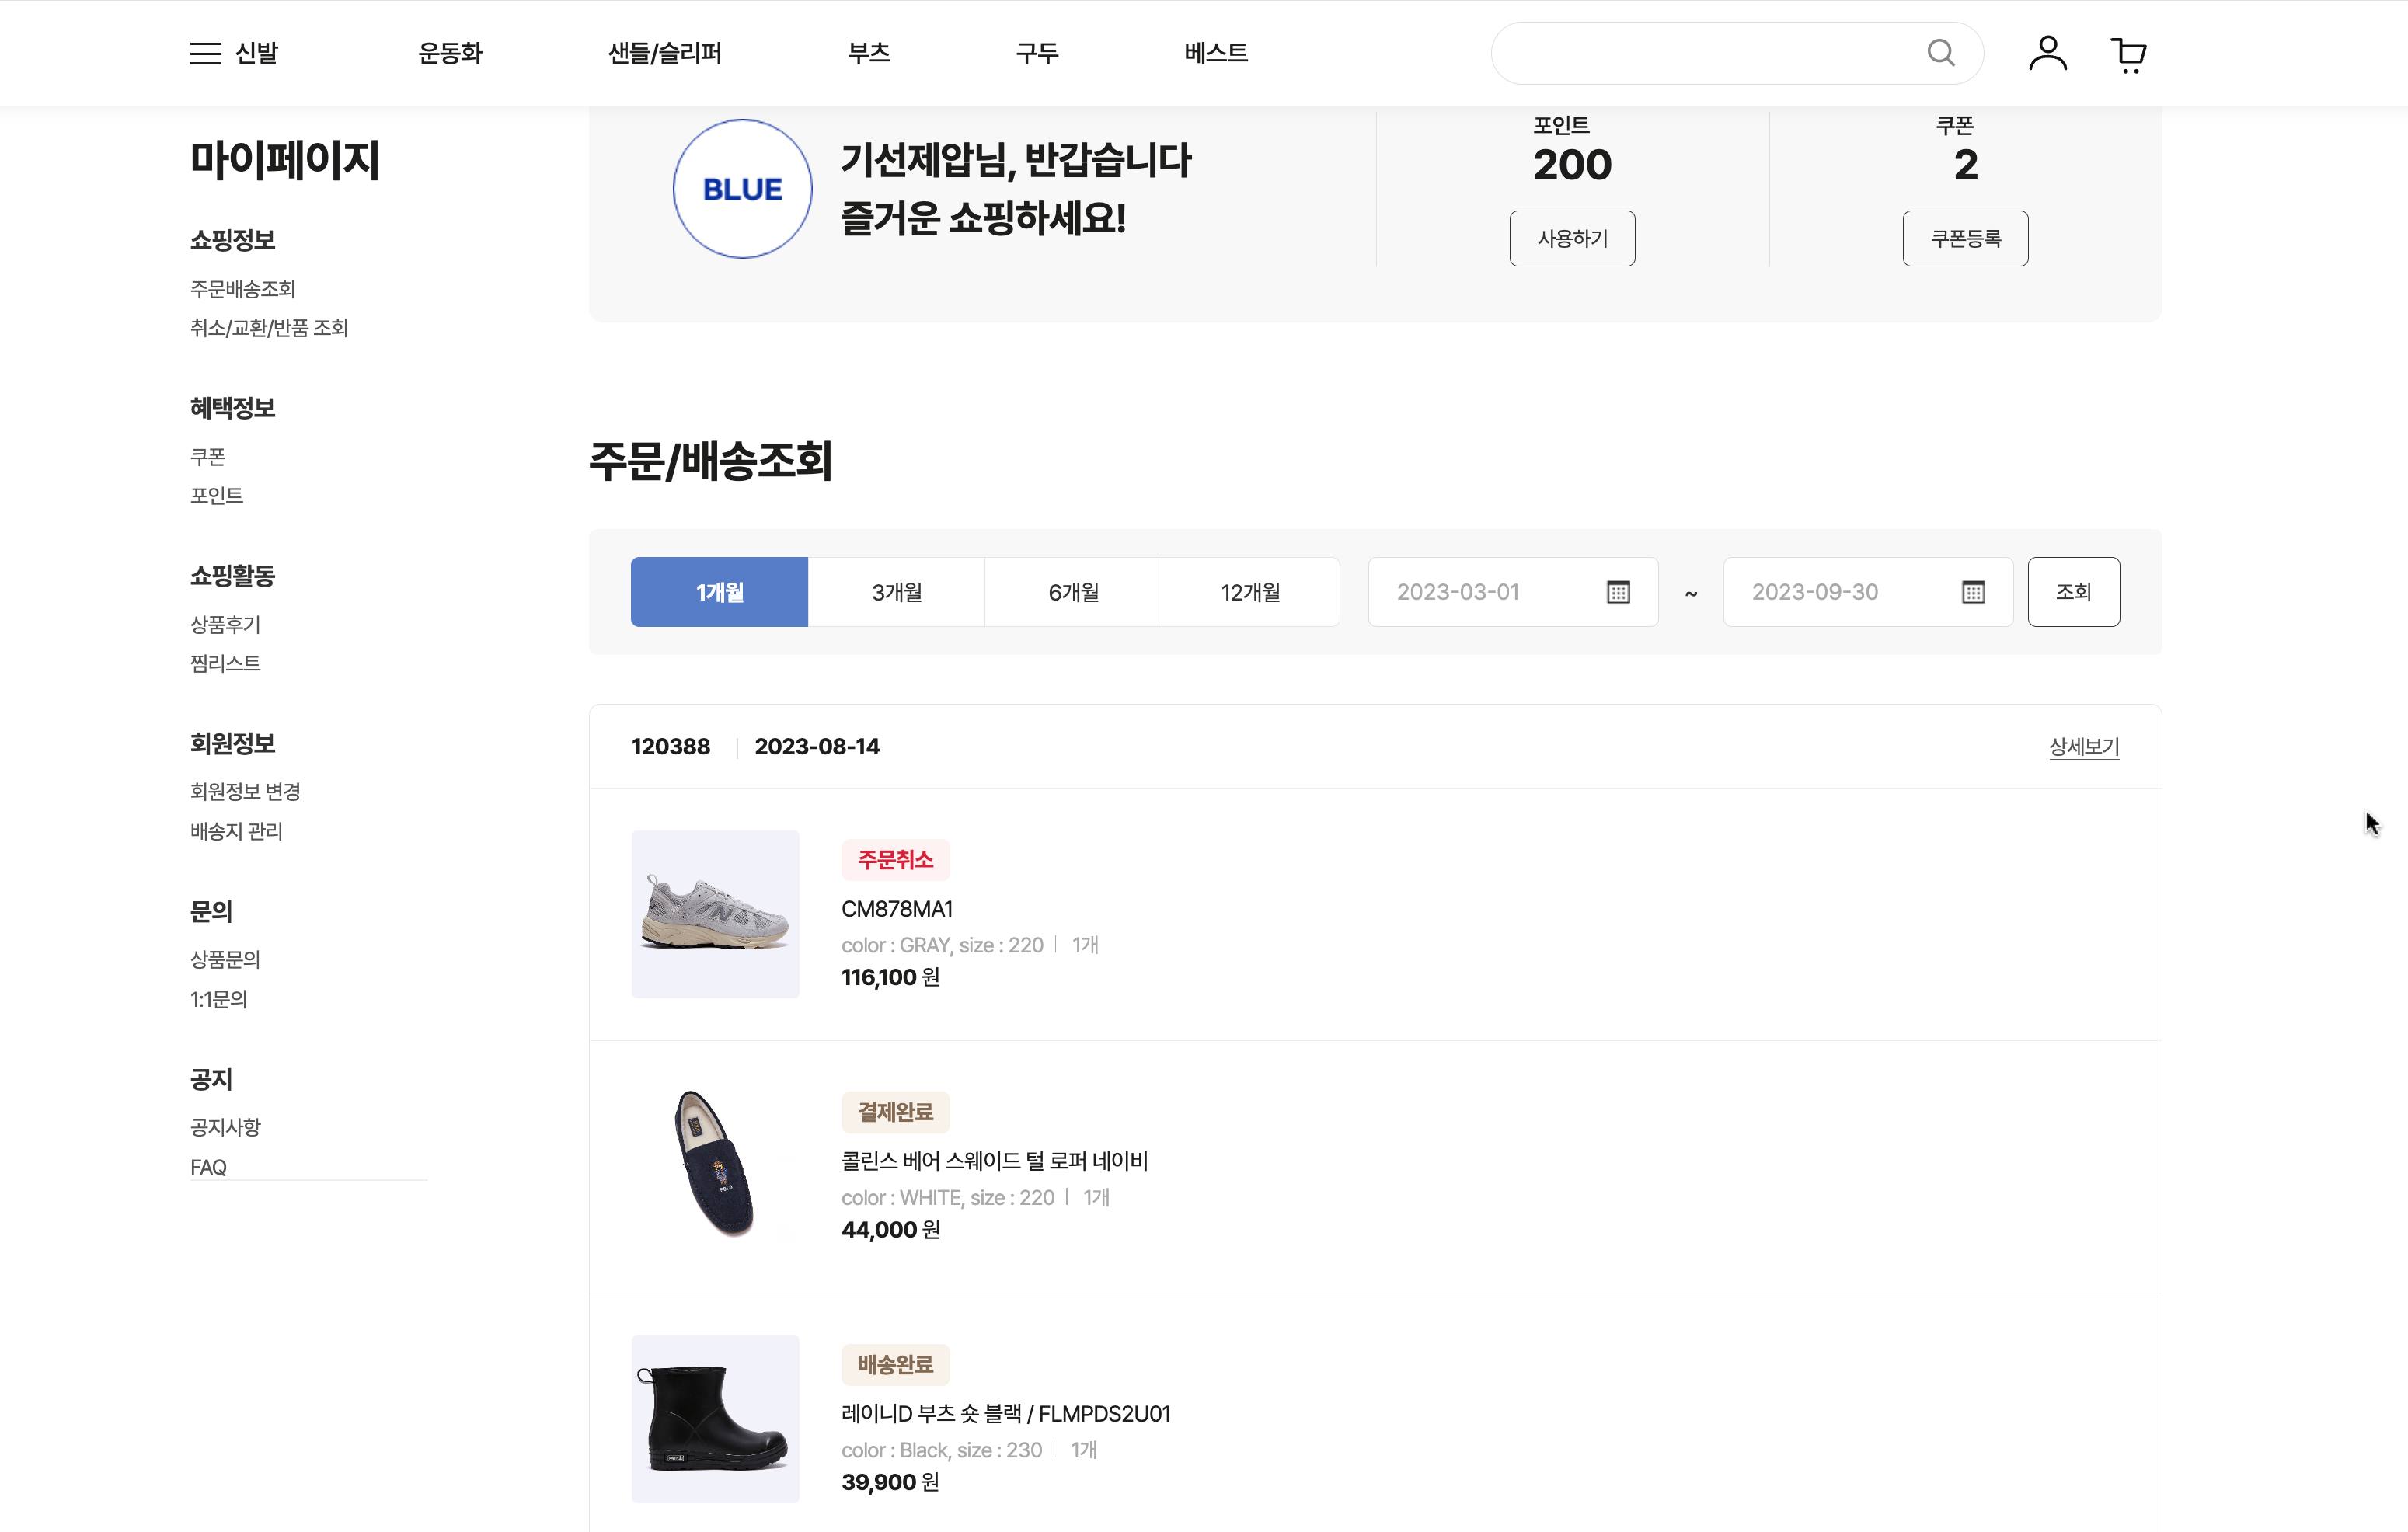 신발
운동화
샌들/슬리퍼
부츠
구두
베스트
마이페이지
쇼핑정보
주문배송조회
취소/교환/반품 조회
혜택정보
쿠폰
포인트
쇼핑활동
상품후기
찜리스트
회원정보
회원정보 변경
배송지 관리
문의
상품문의
1:1문의
공지
공지사항
FAQ
BLUE
기선제압님, 반갑습니다
즐거운 쇼핑하세요!
포인트
200
사용하기
쿠폰
2
쿠폰등록
주문/배송조회
1개월
3개월
6개월
12개월
2023-03-01
~
2023-09-30
조회
120388
2023-08-14
상세보기
주문취소
CM878MA1
color : GRAY, size : 220 | 1개
116,100 원
POLO
결제완료
콜린스 베어 스웨이드 털 로퍼 네이비
color : WHITE, size : 220 | 1개
44,000 원
배송완료
레이니D 부츠 숏 블랙 / FLMPDS2U01
color : Black, size : 230 | 1개
39,900 원